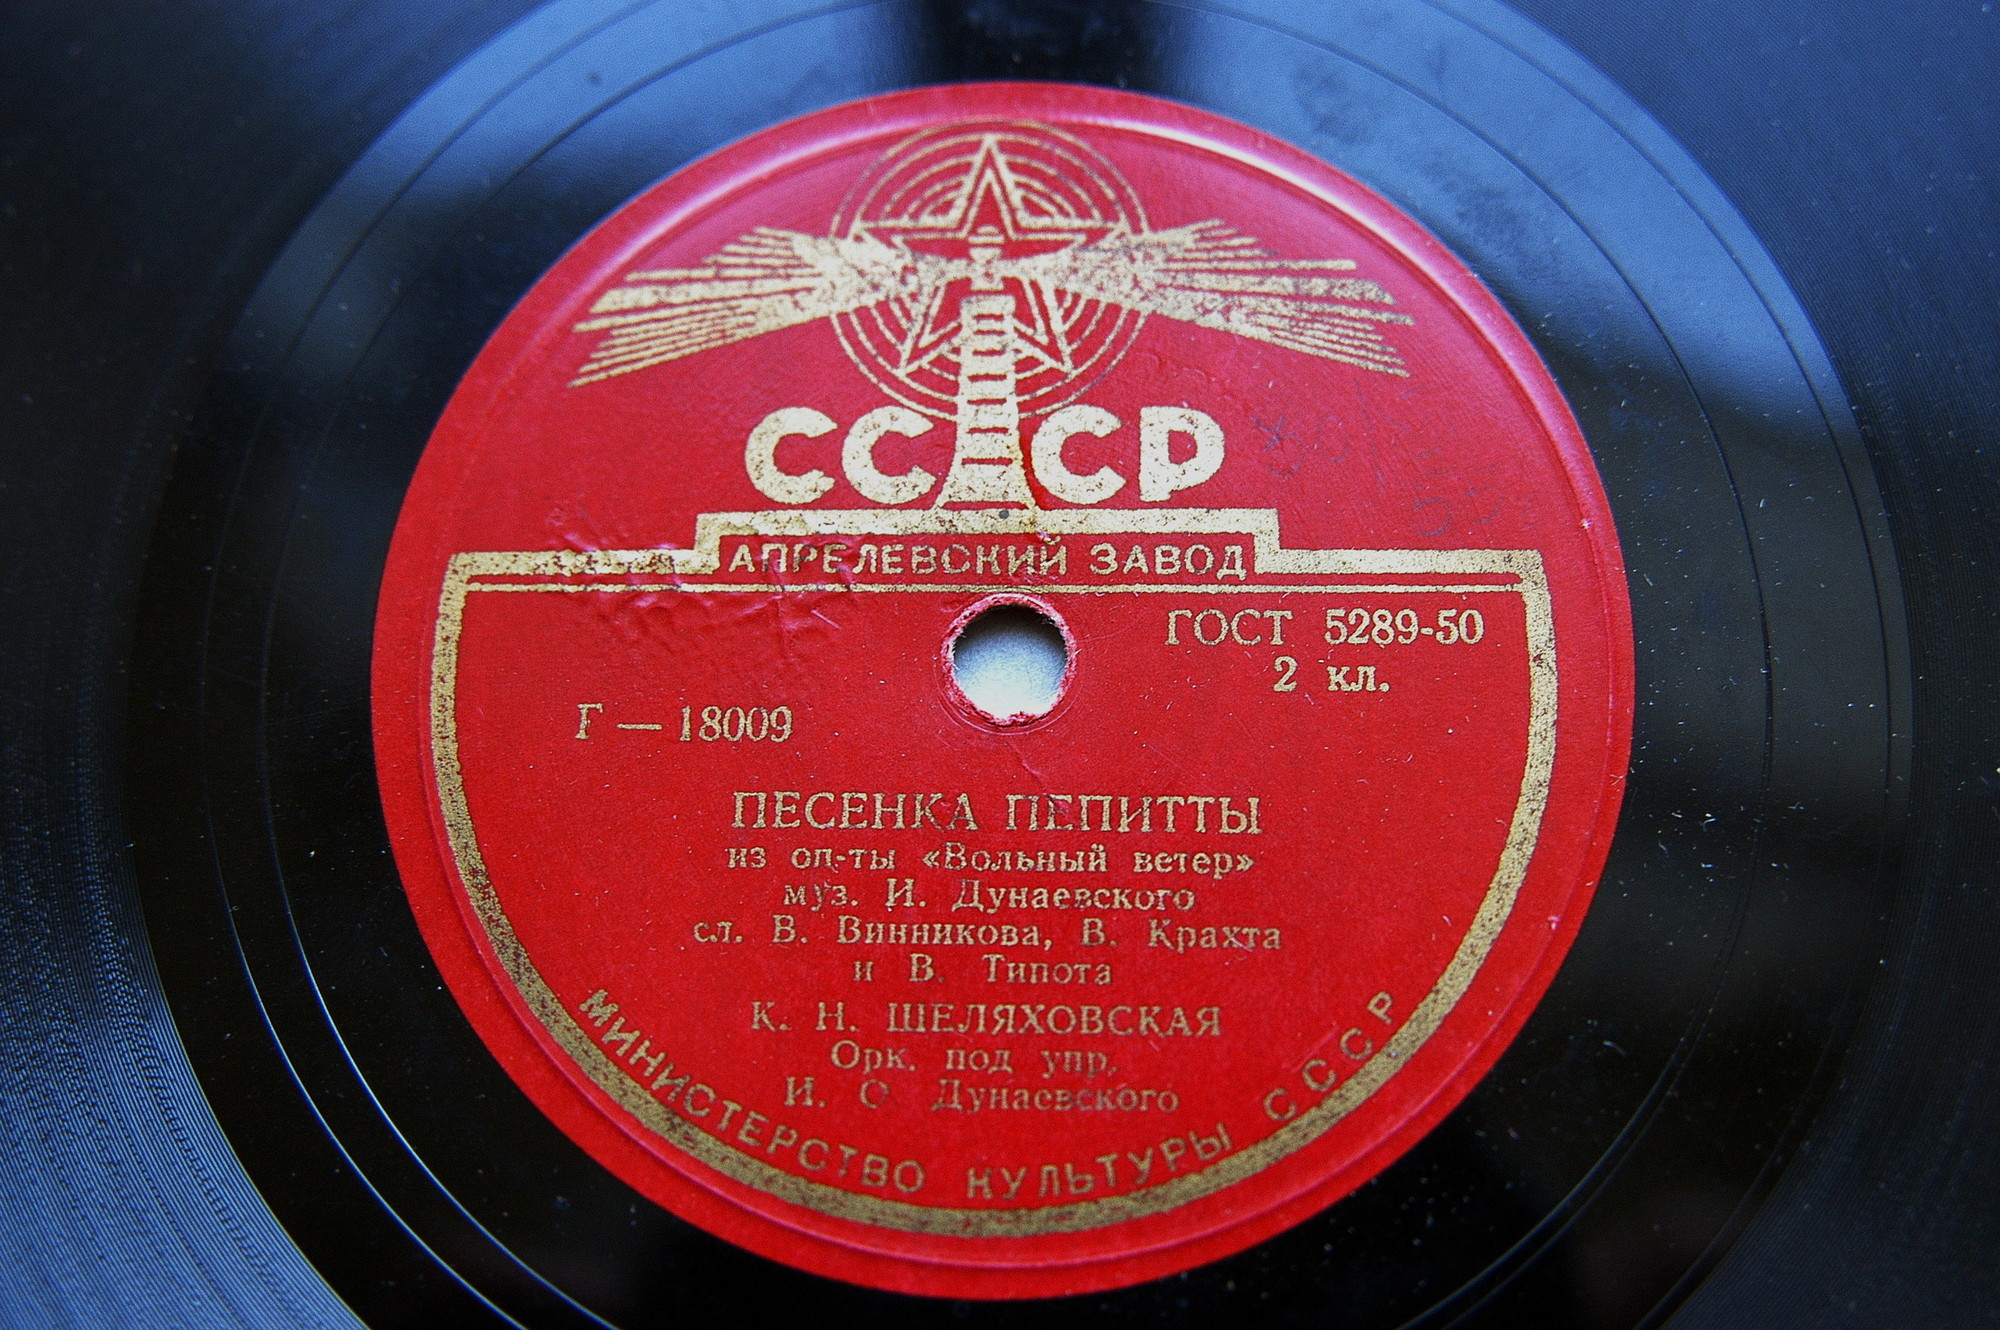 СССР
АПРЕЛЕВСКИЙ ЗАВОД
ГОСТ 5289-50
2 кл.
Г — 18009
ПЕСЕНКА ПЕПИТТЫ
из оп-ты «Вольный ветер»
муз. И. Дунаевского
сл. В. Винникова, В. Крахта
и В. Типота
К. Н. ШЕЛЯХОВСКАЯ
Орк. под упр.
И. О Дунаевского
МИНИСТЕРСТВО КУЛЬТУРЫ СССР